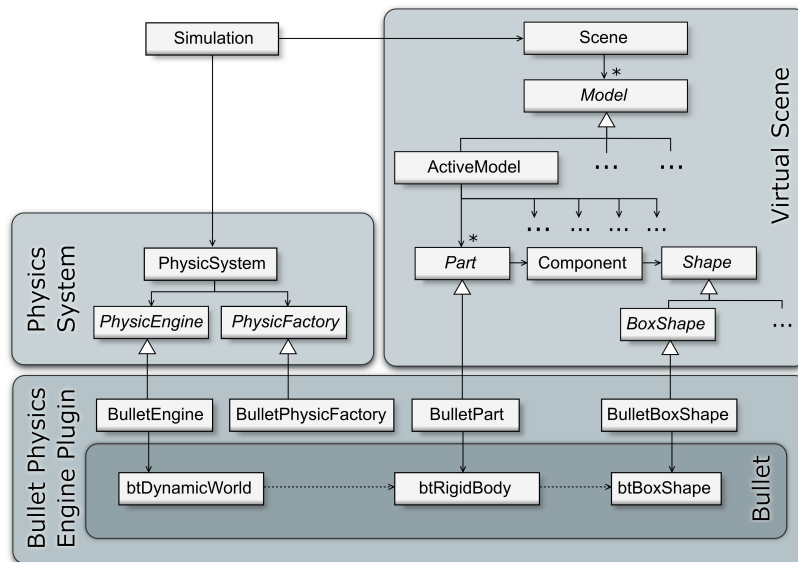 Simulation
Scene
*
Model
ActiveModel
...
...
Virtual Scene
...
...
...
...
Physics
System
PhysicSystem
*
Part
Component
Shape
PhysicEngine
PhysicFactory
BoxShape
...
Bullet Physics
Engine Plugin
BulletEngine
BulletPhysicFactory
BulletPart
BulletBoxShape
btDynamicWorld
btRigidBody
btBoxShape
Bullet